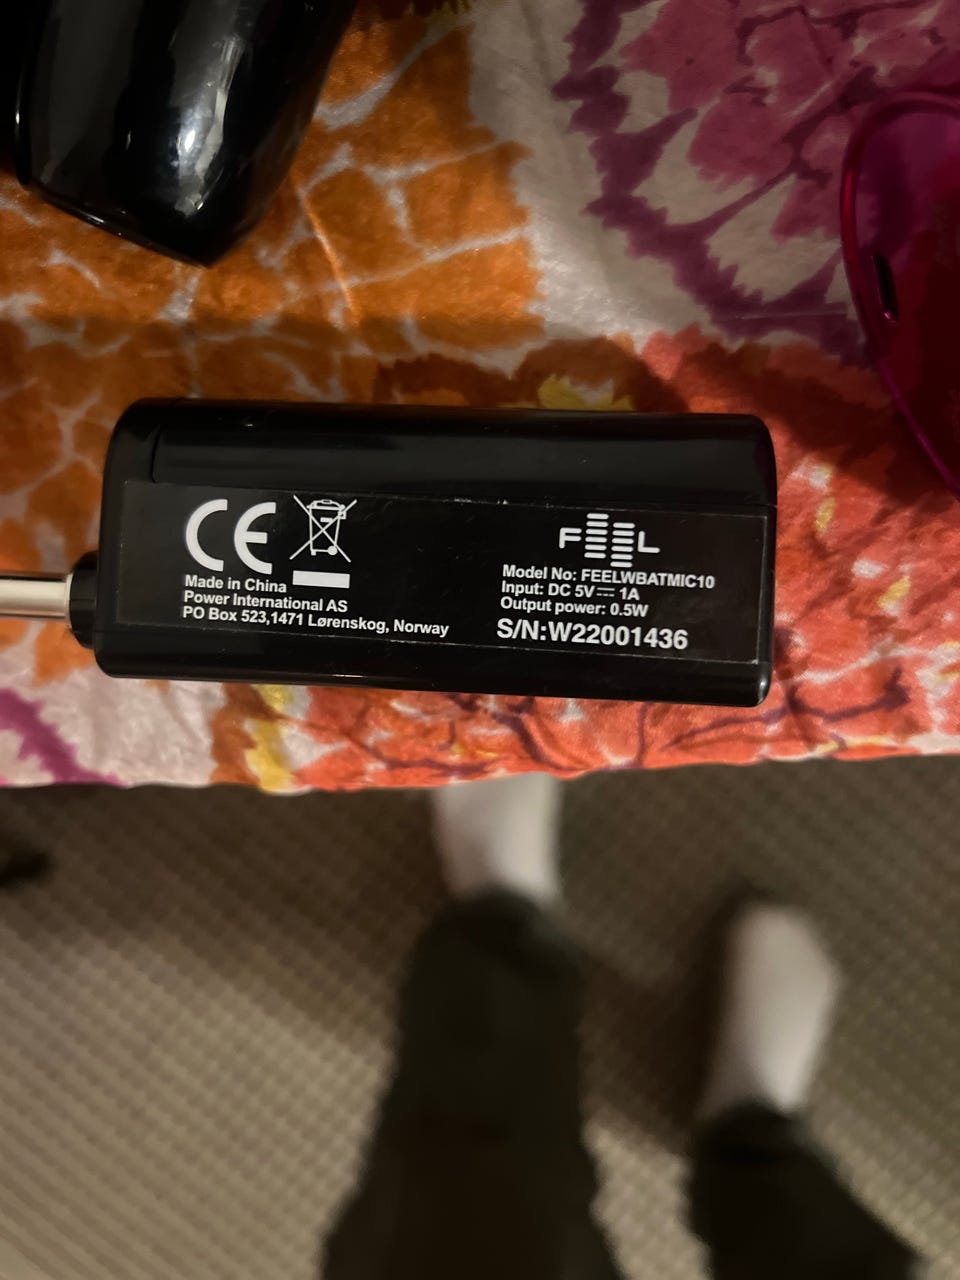 CE
Made in China
Power International AS
PO Box 523,1471 Lørenskog, Norway
FEEL
Model No: FEELWBATMIC10
Input: DC 5V⎓ 1A
Output power: 0.5W
S/N:W22001436